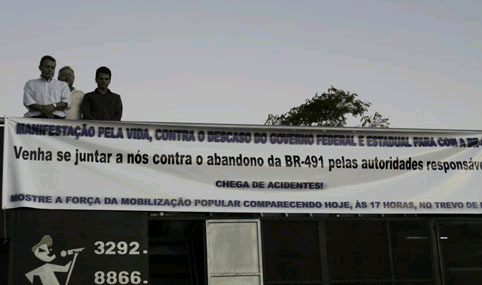 MANIFESTAÇÃO PELA VIDA, CONTRA O DESCASO DO GOVERNO FEDERAL E ESTADUAL PARA COM A BR-
Venha se juntar a nós contra o abandono da BR-491 pelas autoridades responsáve
CHEGA DE ACIDENTES!
MOSTRE A FORÇA DA MOBILIZAÇÃO POPULAR COMPARECENDO HOJE, ÀS 17 HORAS, NO TREVO DE
3292.
8866.